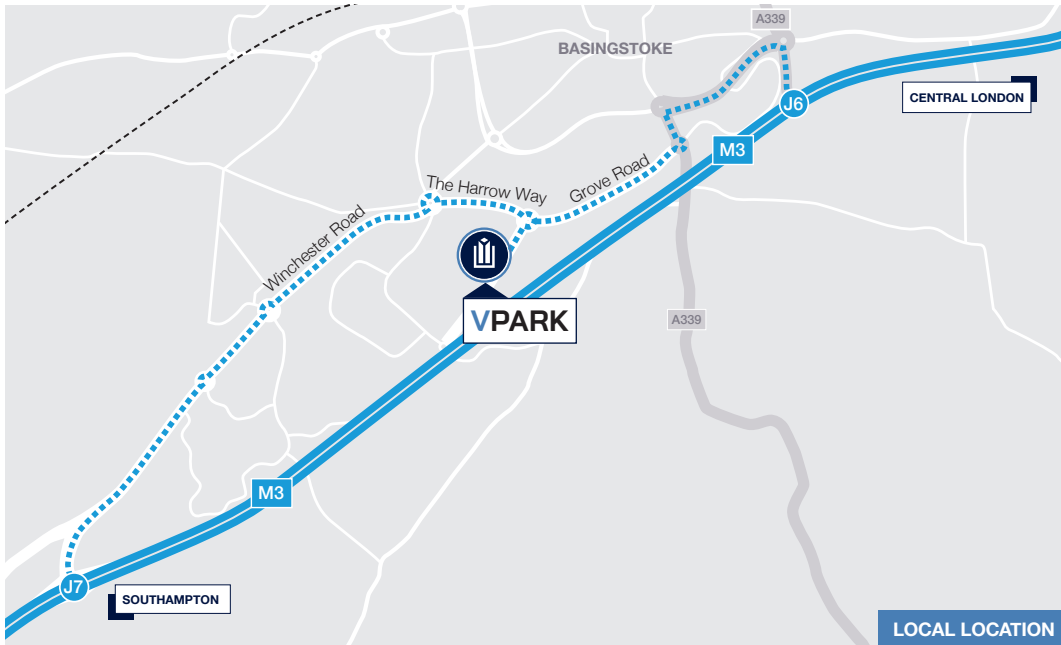 A339
BASINGSTOKE
CENTRAL LONDON
J6
M3
Grove Road
The Harrow Way
Winchester Road
VPARK
A339
M3
J7
SOUTHAMPTON
LOCAL LOCATION